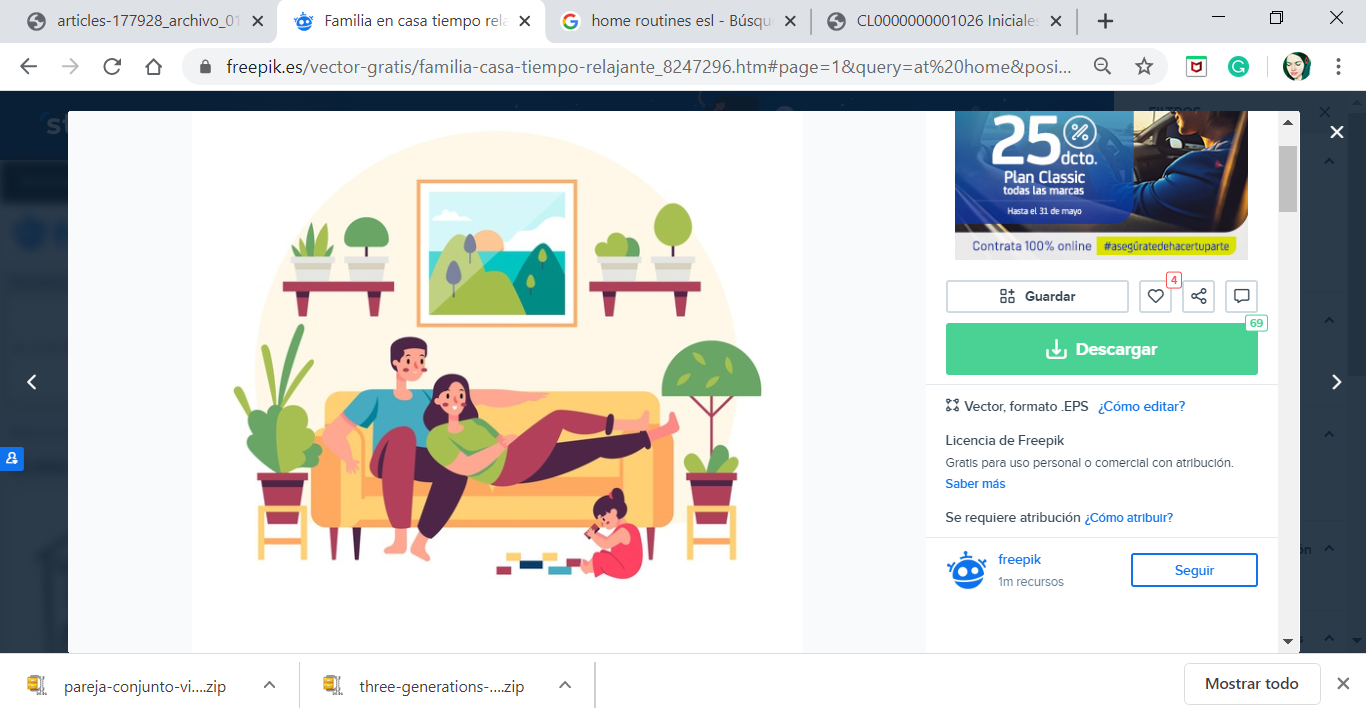 articles-177928_archivo_01
Familia en casa tiempo rela
home routines esl - Búsqu
CL0000000001026 Iniciale
freepik.es/vector-gratis/familia-casa-tiempo-relajante_8247296.htm#page=1&query=at%20home&posi...
25
%
dcto.
Plan Classic
todas las marcas
Hasta el 31 de mayo
Contrata 100% online #asegúratedehacertuparte
Guardar
4
69
Descargar
Vector, formato .EPS ¿Cómo editar?
Licencia de Freepik
Gratis para uso personal o comercial con atribución.
Saber más
Se requiere atribución ¿Cómo atribuir?
freepik
1m recursos
Seguir
pareja-conjunto-vi....zip
three-generations-....zip
Mostrar todo